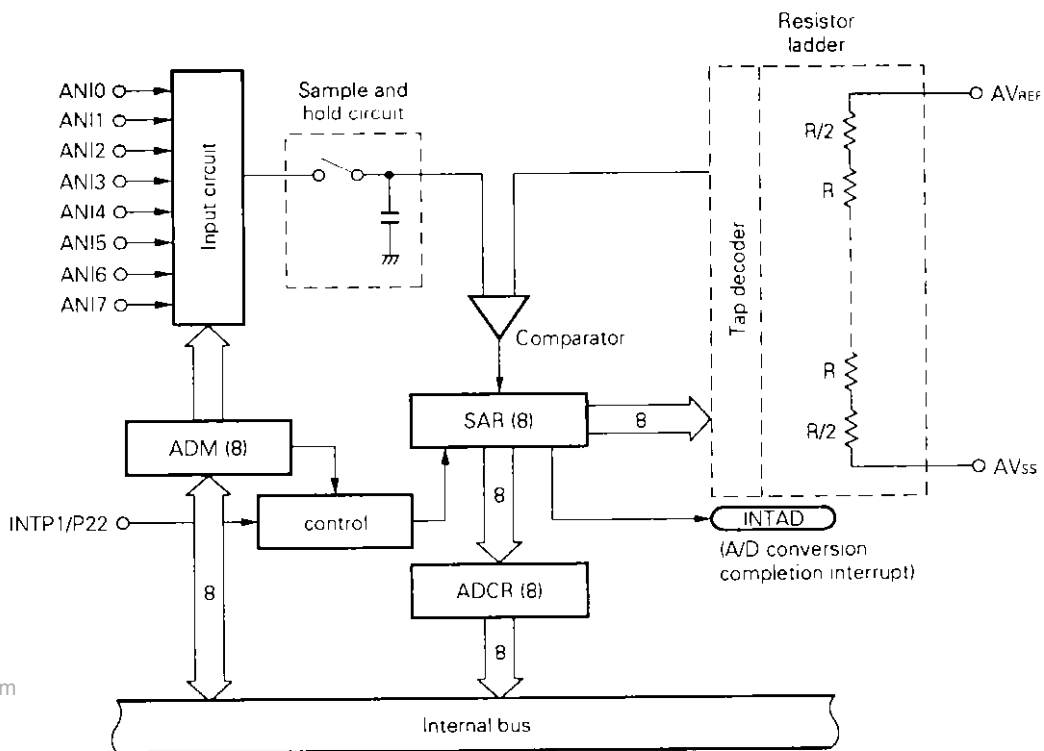 Resistor
ladder
ANI0
ANI1
ANI2
ANI3
ANI4
ANI5
ANI6
ANI7
Input circuit
Sample and
hold circuit
Tap decoder
AVREF
R/2
R
R
R/2
AVSS
Comparator
ADM (8)
SAR (8)
8
INTP1/P22
control
8
INTAD
(A/D conversion
completion interrupt)
8
ADCR (8)
8
m
Internal bus